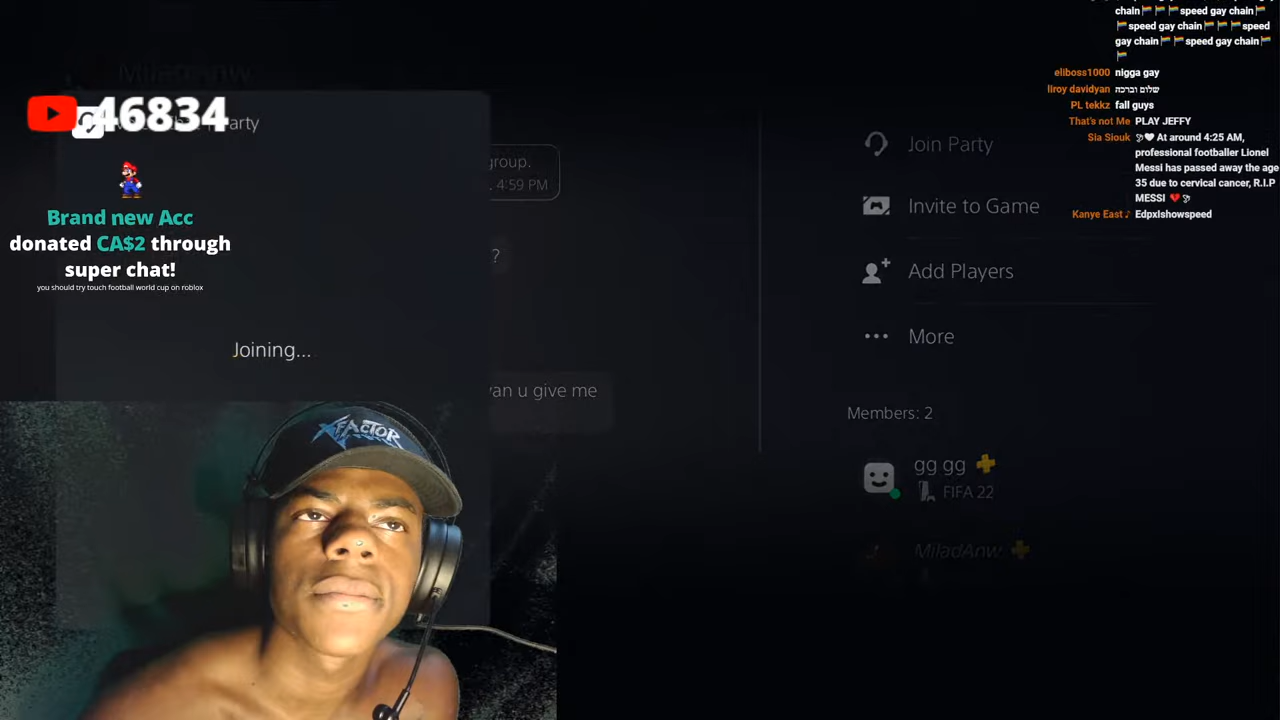 MiladAnw
46834
Party
Brand new Acc
donated CA$2 through
super chat!
you should try touch football world cup on roblox
Joining...
group.
4:59 PM
?
an u give me
X-FACTOR
Join Party
Invite to Game
Add Players
More
Members: 2
gg gg
FIFA 22
MiladAnw
chain🏳️‍🌈🏳️‍🌈🏳️‍🌈speed gay chain🏳️‍🌈
🏳️‍🌈speed gay chain🏳️‍🌈🏳️‍🌈🏳️‍🌈speed
gay chain🏳️‍🌈🏳️‍🌈speed gay chain🏳️‍🌈
🏳️‍🌈
eliboss1000 nigga gay
liroy davidyan שלום וברכה
PL tekkz fall guys
That's not Me PLAY JEFFY
Sia Siouk 🕊🖤 At around 4:25 AM,
professional footballer Lionel
Messi has passed away the age
35 due to cervical cancer, R.I.P
MESSI 💔 🕊
Kanye East♪ Edpxlshowspeed